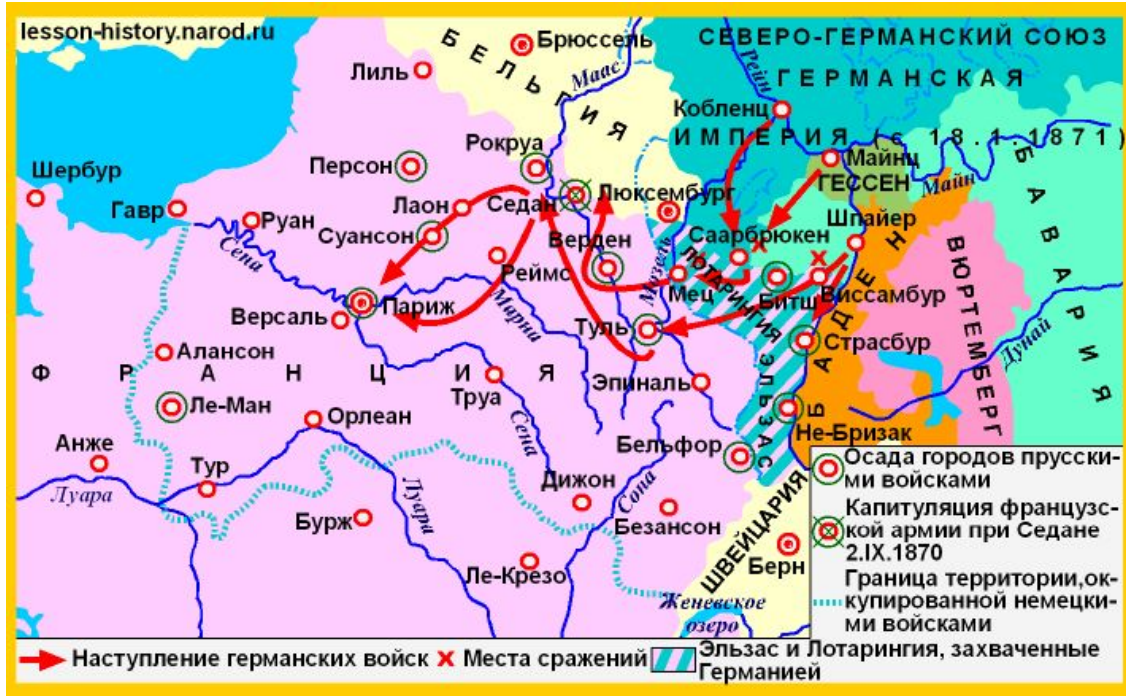 lesson-history.narod.ru
БЕЛЬГИЯ
Брюссель
СЕВЕРО-ГЕРМАНСКИЙ СОЮЗ
Лиль
Маас
Рейн
ГЕРМАНСКАЯ
Кобленц
ИМПЕРИЯ (с 18.1.1871)
Рокруа
Персон
Майнц
Шербур
ГЕССЕН
Майн
БАВАРИЯ
Гавр
Руан
Лаон
Седан
Люксембург
Шпайер
Суансон
Верден
Саарбрюкен
Сена
Реймс
Мозель
ЛОТАРИНГИЯ
Мец
Битш
Виссамбур
ВЮРТЕМБЕРГ
Париж
Марна
Версаль
Туль
Страсбур
БАДЕН
Дунай
Алансон
ФРАНЦИЯ
Труа
Эпиналь
ЭЛЬЗАС
Ле-Ман
Орлеан
Сена
Не-Бризак
Анже
Тур
Бельфор
Луара
Дижон
Сона
Бурж
Луара
Безансон
ШВЕЙЦАРИЯ
Берн
Ле-Крезо
Женевское
озеро
Осада городов прусски-
ми войсками
Капитуляция французс-
кой армии при Седане
2.IX.1870
Граница территории,ок-
купированной немецки-
ми войсками
Наступление германских войск
Места сражений
Эльзас и Лотарингия, захваченные
Германией